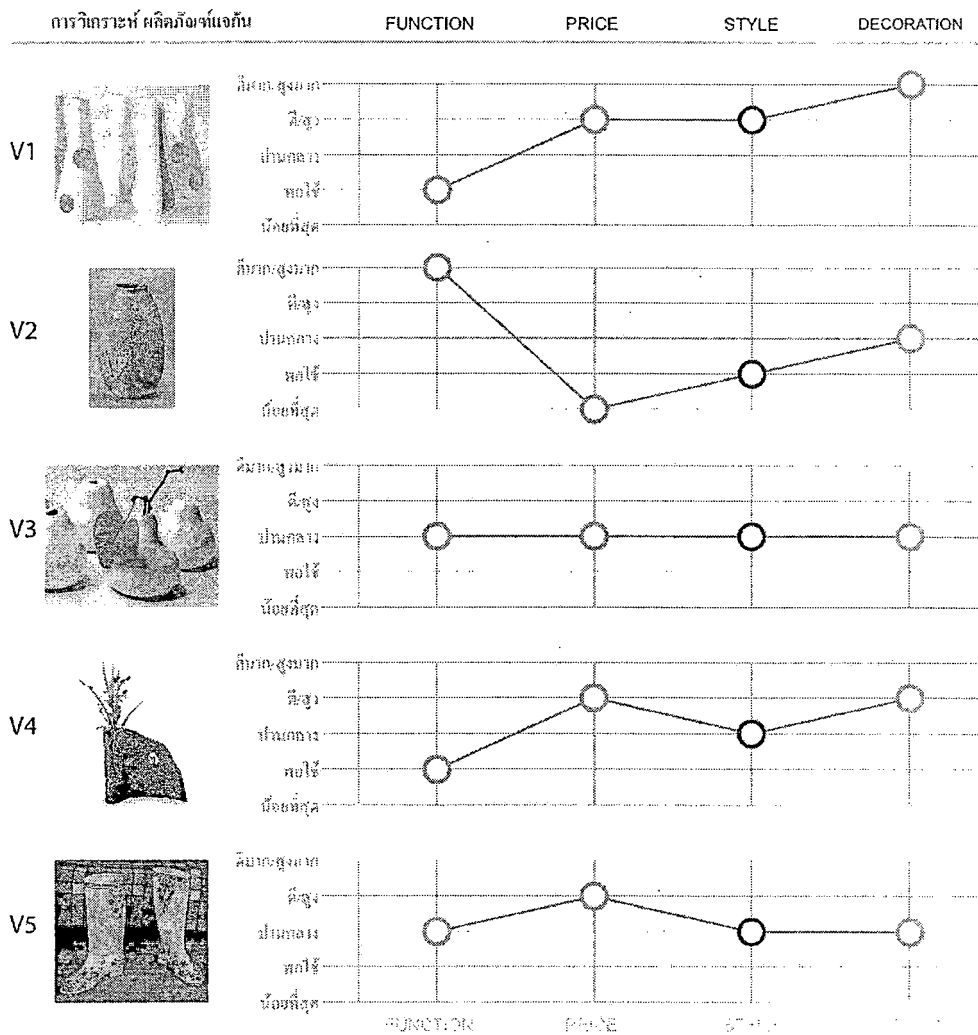 การวิเคราะห์ ผลิตภัณฑ์แจกัน FUNCTION PRICE STYLE DECORATION
V1
ดีมาก/สูงมาก
ดี/สูง
ปานกลาง
พอใช้
น้อยที่สุด
V2
ดีมาก/สูงมาก
ดี/สูง
ปานกลาง
พอใช้
น้อยที่สุด
V3
ดีมาก/สูงมาก
ดี/สูง
ปานกลาง
พอใช้
น้อยที่สุด
V4
ดีมาก/สูงมาก
ดี/สูง
ปานกลาง
พอใช้
น้อยที่สุด
V5
ดีมาก/สูงมาก
ดี/สูง
ปานกลาง
พอใช้
น้อยที่สุด
FUNCTION PRICE